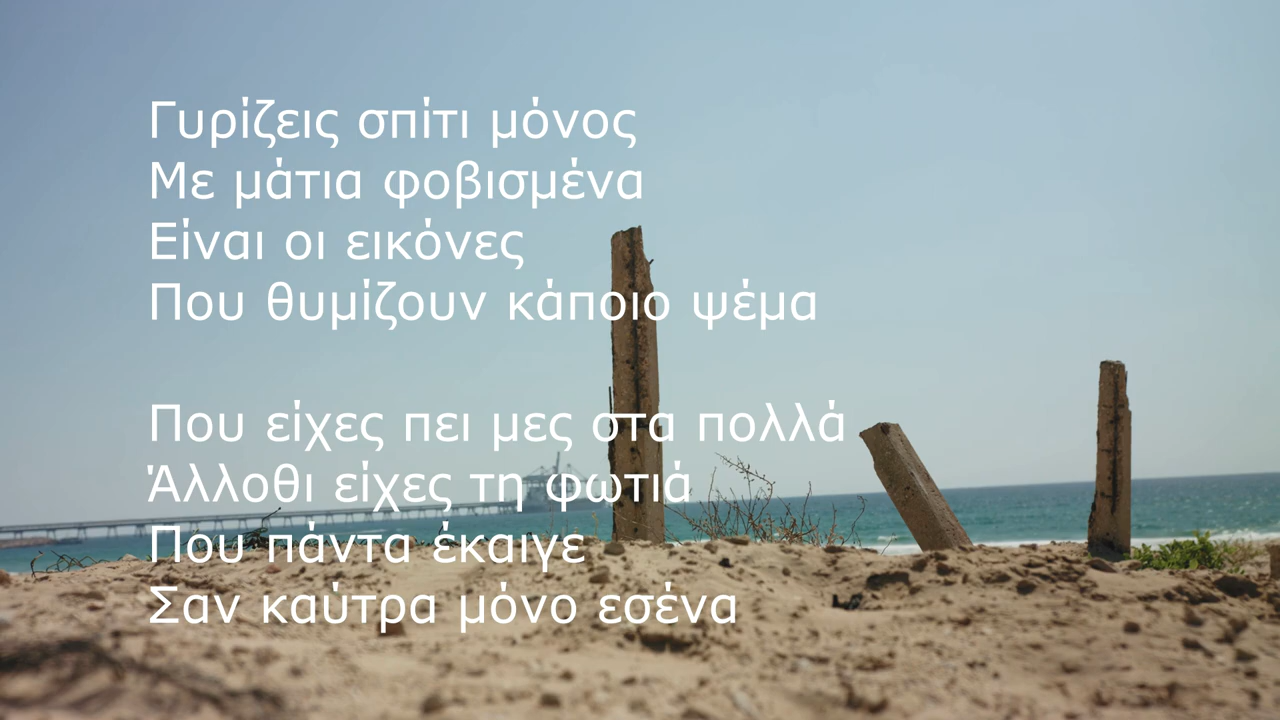 Γυρίζεις σπίτι μόνος
Με μάτια φοβισμένα
Είναι οι εικόνες
Που θυμίζουν κάποιο ψέμα
Που είχες πει μες στα πολλά
Άλλοθι είχες τη φωτιά
Που πάντα έκαιγε
Σαν καύτρα μόνο εσένα